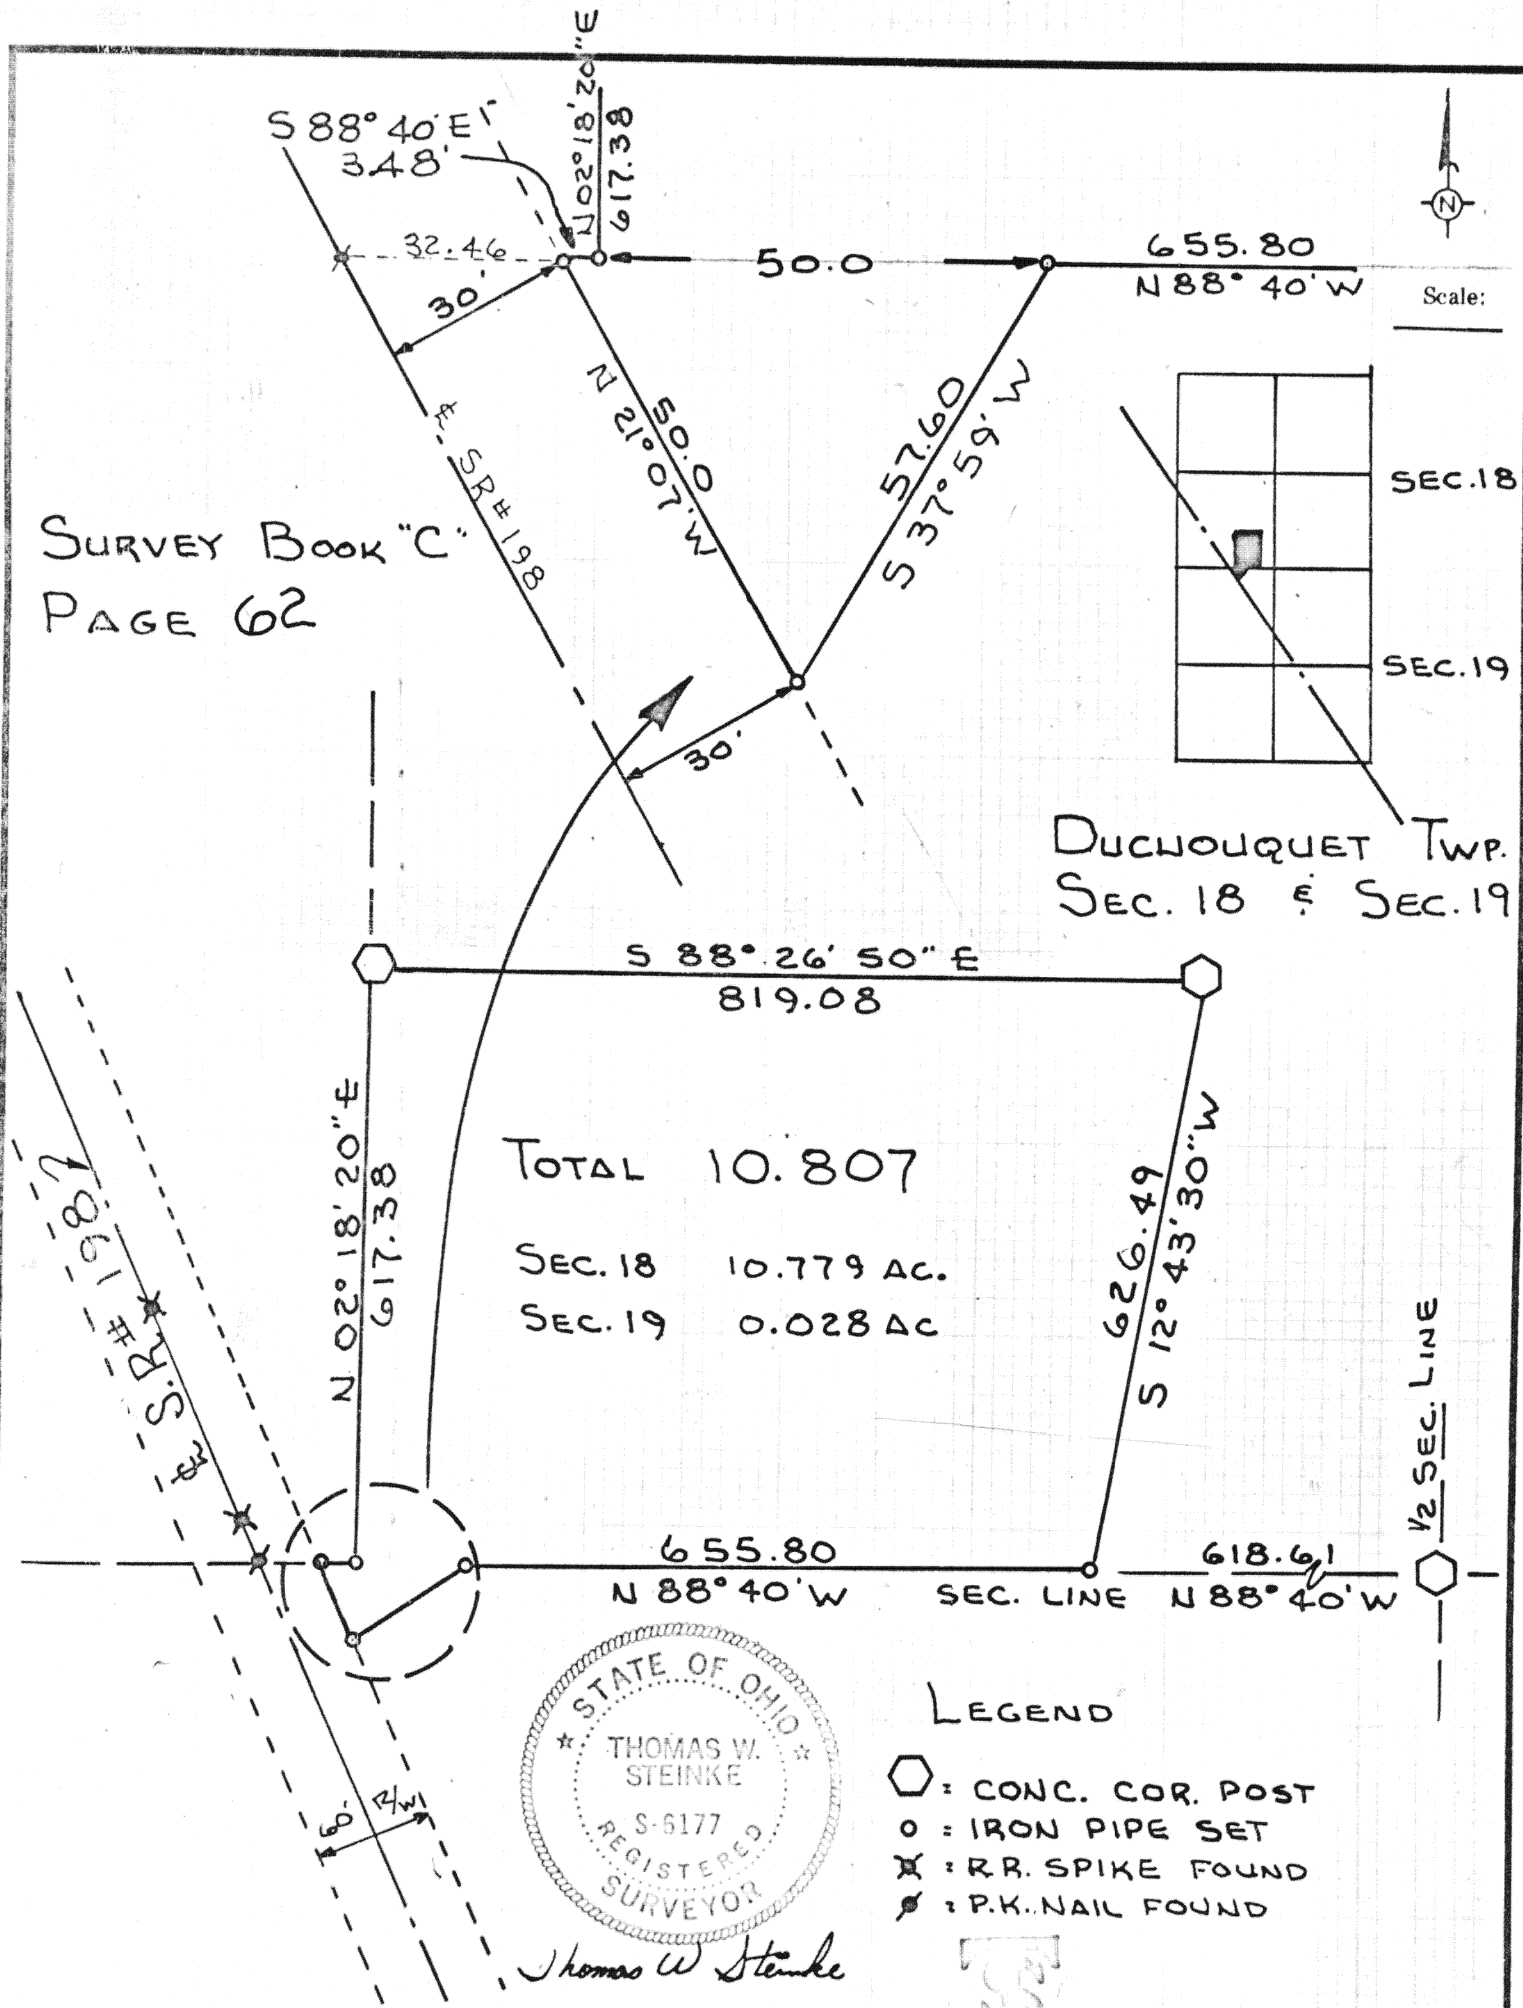 S 88° 40' E
3.48'
N 02° 18' 20" E
617.38
32.46
30'
50.0
655.80
N 88° 40' W
Scale:
N
N 21° 07' W
50.0
57.60
S 37° 59' W
℄ SR# 198
30'
SURVEY BOOK "C"
PAGE 62
SEC. 18
SEC. 19
DUCHOUQUET TWP.
SEC. 18 & SEC. 19
S 88° 26' 50" E
819.08
N 02° 18' 20" E
617.38
TOTAL 10.807
SEC. 18 10.779 AC.
SEC. 19 0.028 AC
626.49
S 12° 43' 30" W
℄ S.R.# 198
1/2 SEC. LINE
655.80
N 88° 40' W
SEC. LINE
618.61
N 88° 40' W
60' R/W
STATE OF OHIO
THOMAS W.
STEINKE
S-6177
REGISTERED
SURVEYOR
Thomas W Steinke
LEGEND
= CONC. COR. POST
= IRON PIPE SET
= R.R. SPIKE FOUND
= P.K. NAIL FOUND